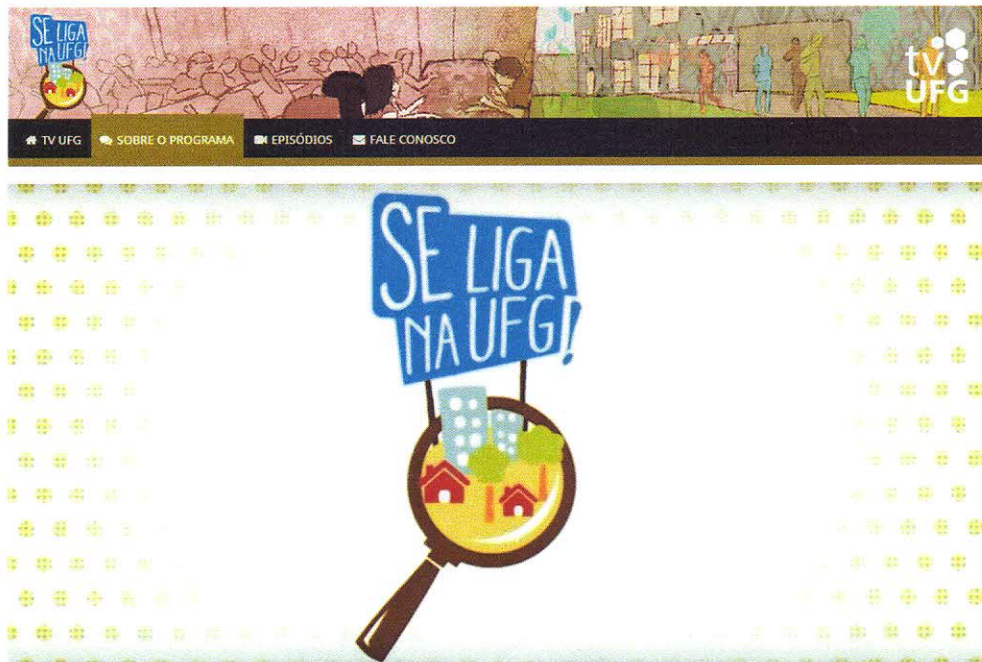 SE LIGA
NA UFG!
tv
UFG
TV UFG SOBRE O PROGRAMA EPISÓDIOS FALE CONOSCO
SE LIGA
NA UFG!